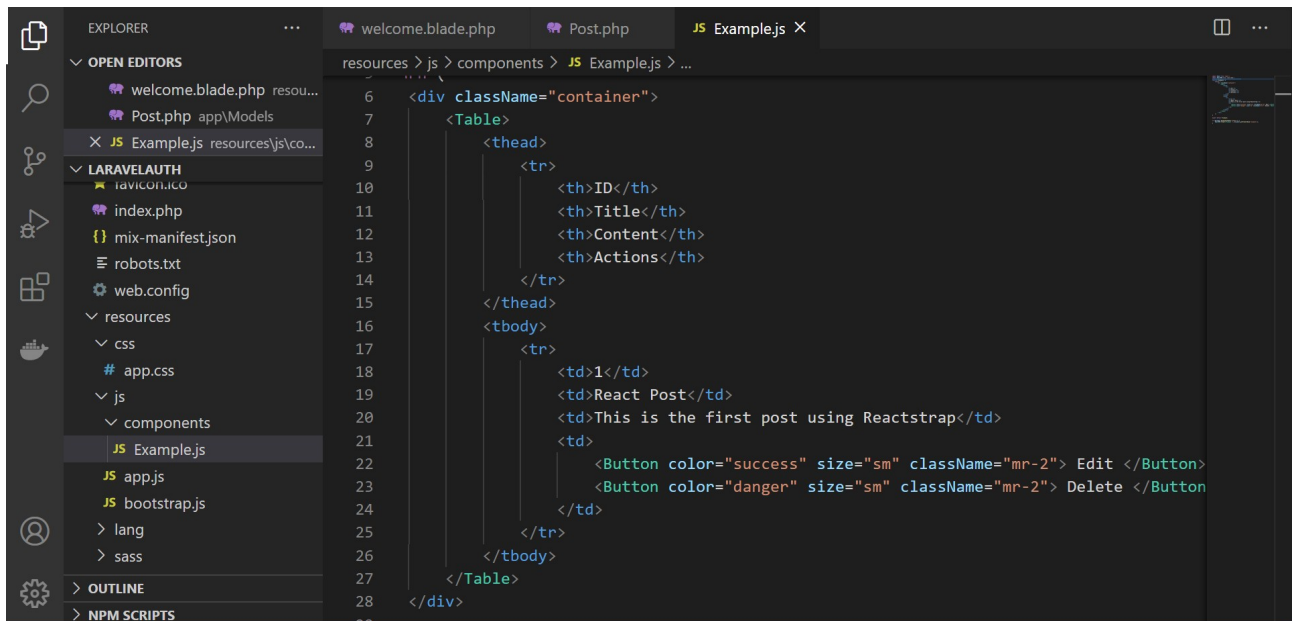 EXPLORER ···
OPEN EDITORS
welcome.blade.php resou...
Post.php app\Models
JS Example.js resources\js\co...
LARAVELAUTH
favicon.ico
index.php
{} mix-manifest.json
robots.txt
web.config
resources
css
# app.css
js
components
JS Example.js
JS app.js
JS bootstrap.js
lang
sass
OUTLINE
NPM SCRIPTS
welcome.blade.php Post.php JS Example.js
resources > js > components > JS Example.js > ...
6 <div className="container">
7 <Table>
8 <thead>
9 <tr>
10 <th>ID</th>
11 <th>Title</th>
12 <th>Content</th>
13 <th>Actions</th>
14 </tr>
15 </thead>
16 <tbody>
17 <tr>
18 <td>1</td>
19 <td>React Post</td>
20 <td>This is the first post using Reactstrap</td>
21 <td>
22 <Button color="success" size="sm" className="mr-2"> Edit </Button>
23 <Button color="danger" size="sm" className="mr-2"> Delete </Button
24 </td>
25 </tr>
26 </tbody>
27 </Table>
28 </div>